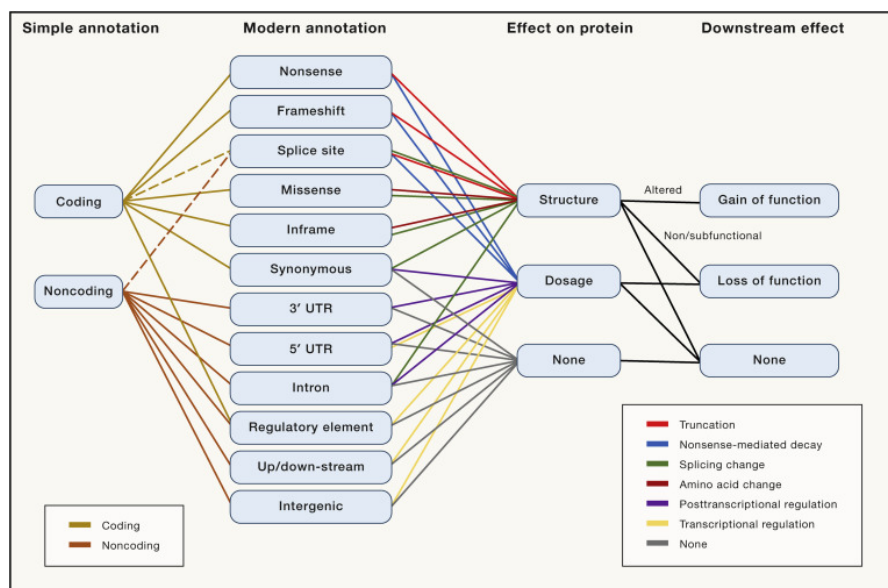 Simple annotation
Modern annotation
Effect on protein
Downstream effect
Nonsense
Frameshift
Splice site
Coding
Missense
Structure
Altered
Gain of function
Inframe
Non/subfunctional
Synonymous
Noncoding
Dosage
Loss of function
3′ UTR
5′ UTR
None
None
Intron
Regulatory element
Up/down-stream
Intergenic
Coding
Noncoding
Truncation
Nonsense-mediated decay
Splicing change
Amino acid change
Posttranscriptional regulation
Transcriptional regulation
None